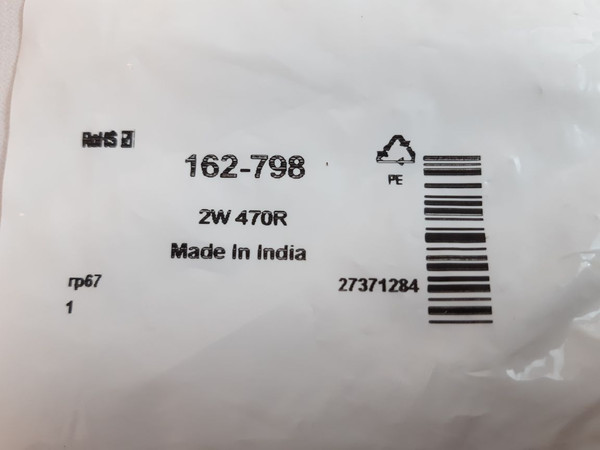 RoHS
162-798
PE
2W 470R
Made In India
rp67
27371284
1